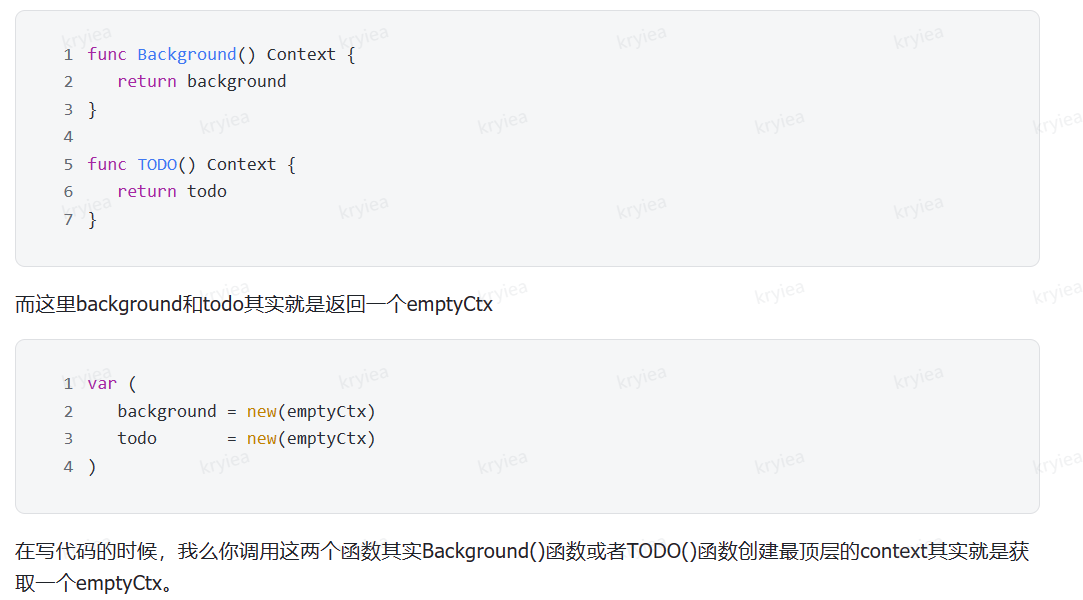 1 func Background() Context {
2 return background
3 }
4
5 func TODO() Context {
6 return todo
7 }
而这里background和todo其实就是返回一个emptyCtx
1 var (
2 background = new(emptyCtx)
3 todo = new(emptyCtx)
4 )
在写代码的时候，我么你调用这两个函数其实Background()函数或者TODO()函数创建最顶层的context其实就是获
取一个emptyCtx。
kryiea